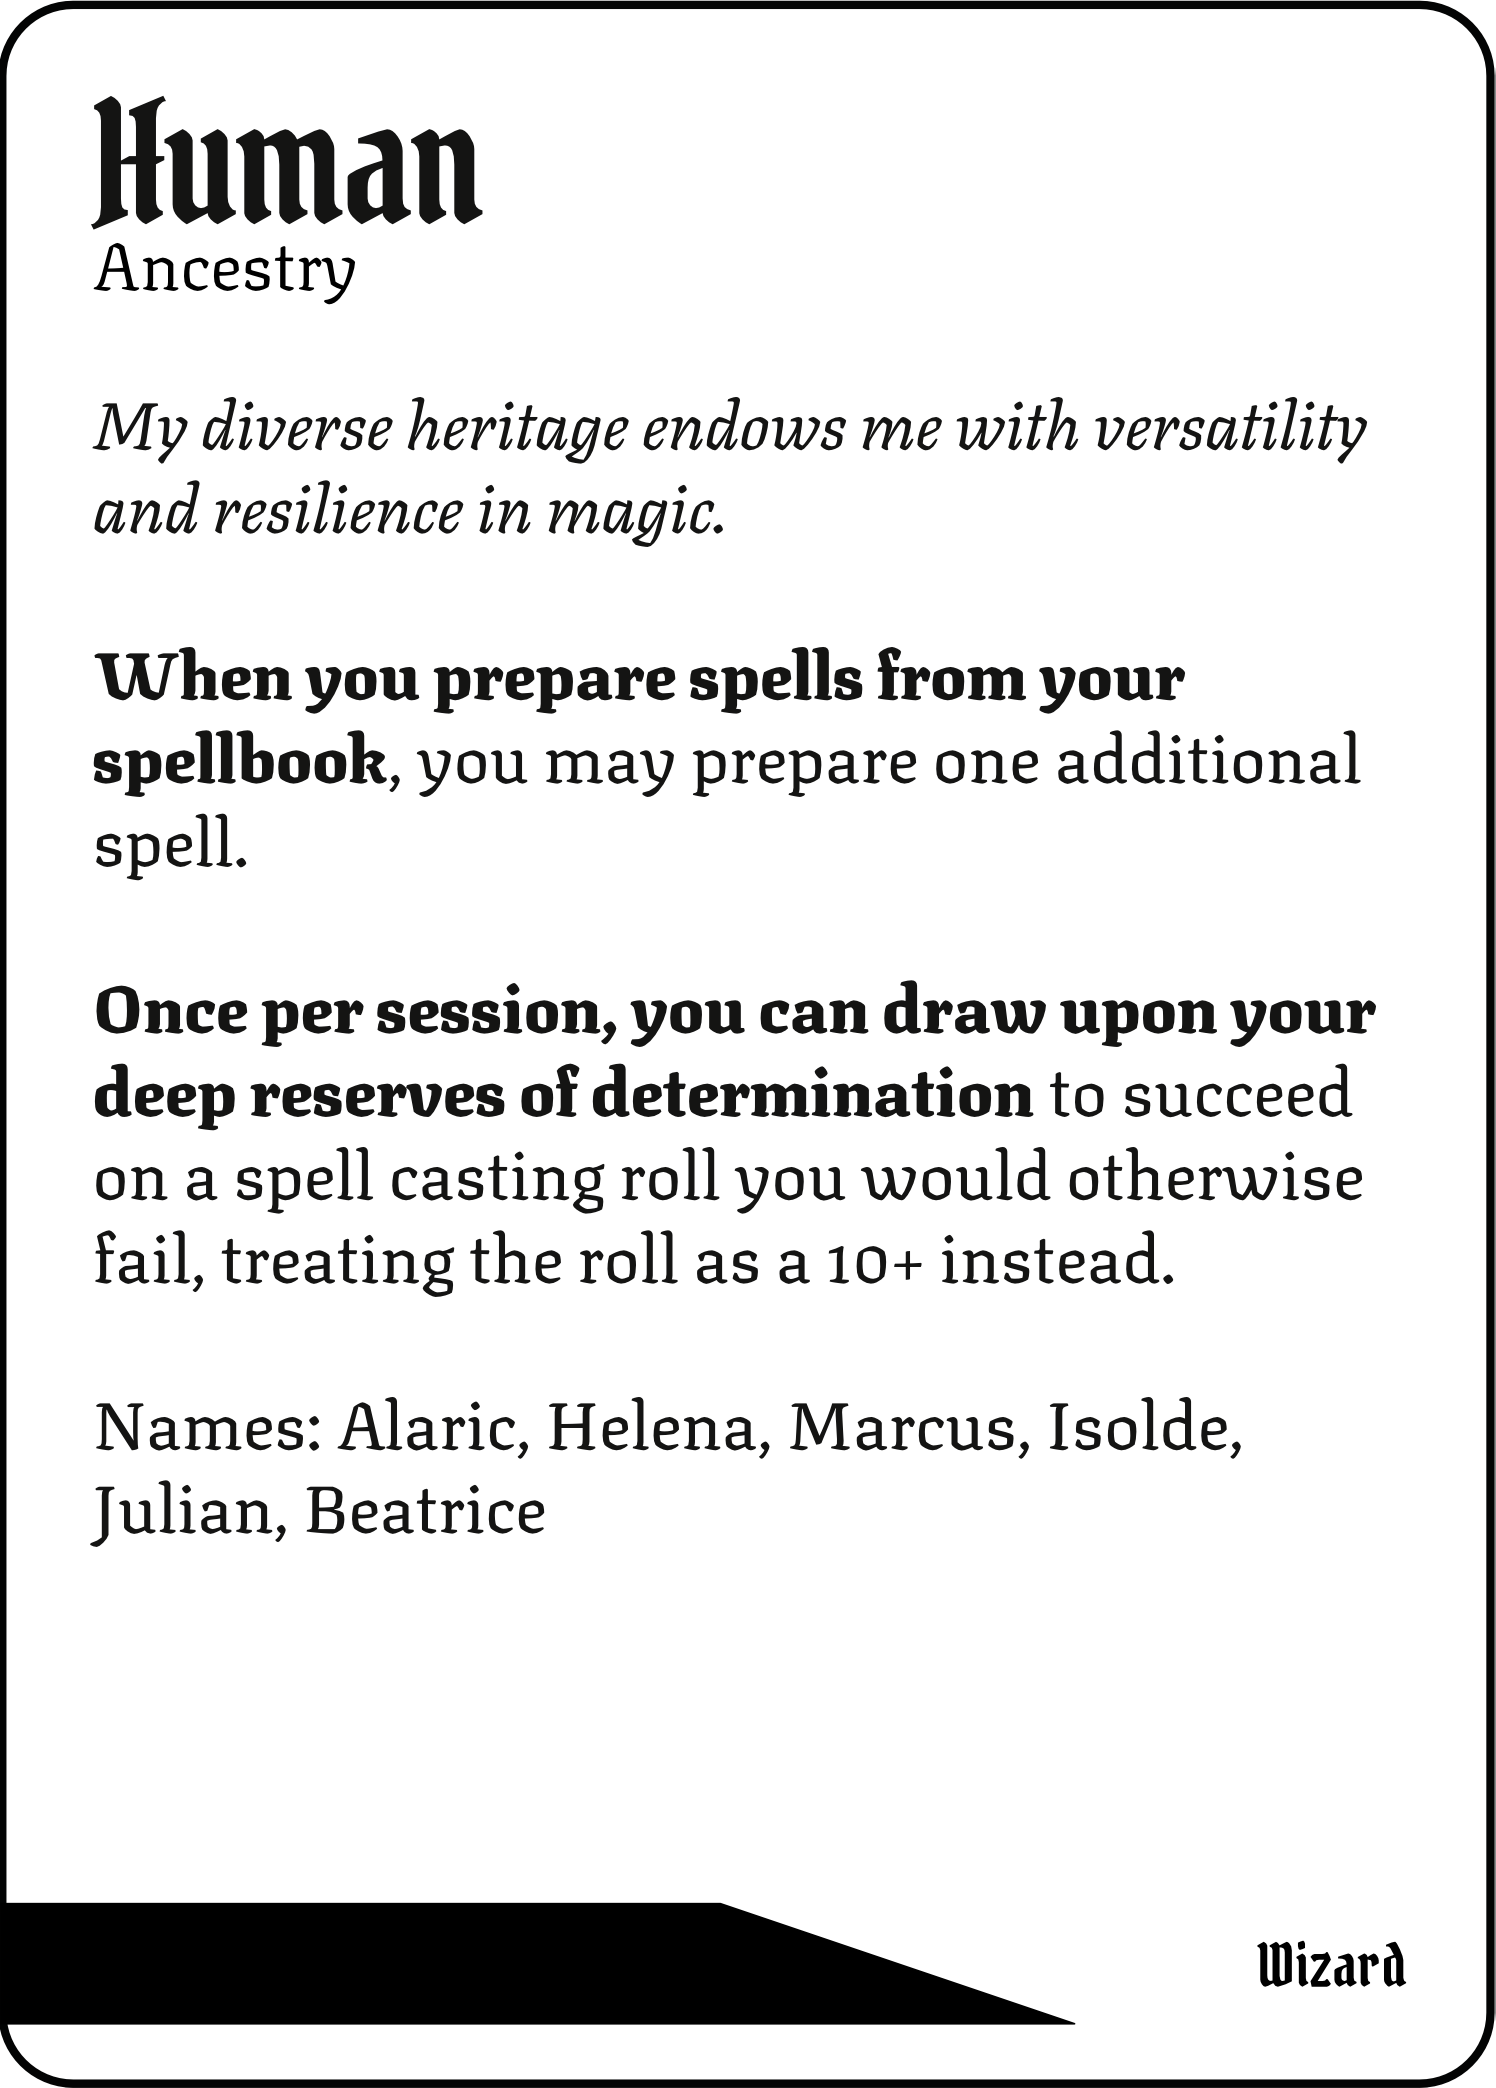 Human
Ancestry
My diverse heritage endows me with versatility
and resilience in magic.
When you prepare spells from your
spellbook, you may prepare one additional
spell.
Once per session, you can draw upon your
deep reserves of determination to succeed
on a spell casting roll you would otherwise
fail, treating the roll as a 10+ instead.
Names: Alaric, Helena, Marcus, Isolde,
Julian, Beatrice
Wizard